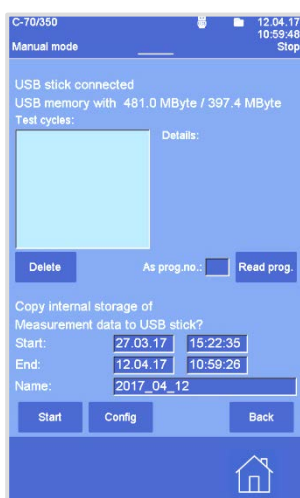 C-70/350 12.04.17
10:59:48
Manual mode Stop
USB stick connected
USB memory with 481.0 MByte / 397.4 MByte
Test cycles:
Details:
Delete As prog.no.: Read prog.
Copy internal storage of
Measurement data to USB stick?
Start: 27.03.17 15:22:35
End: 12.04.17 10:59:26
Name: 2017_04_12
Start Config Back